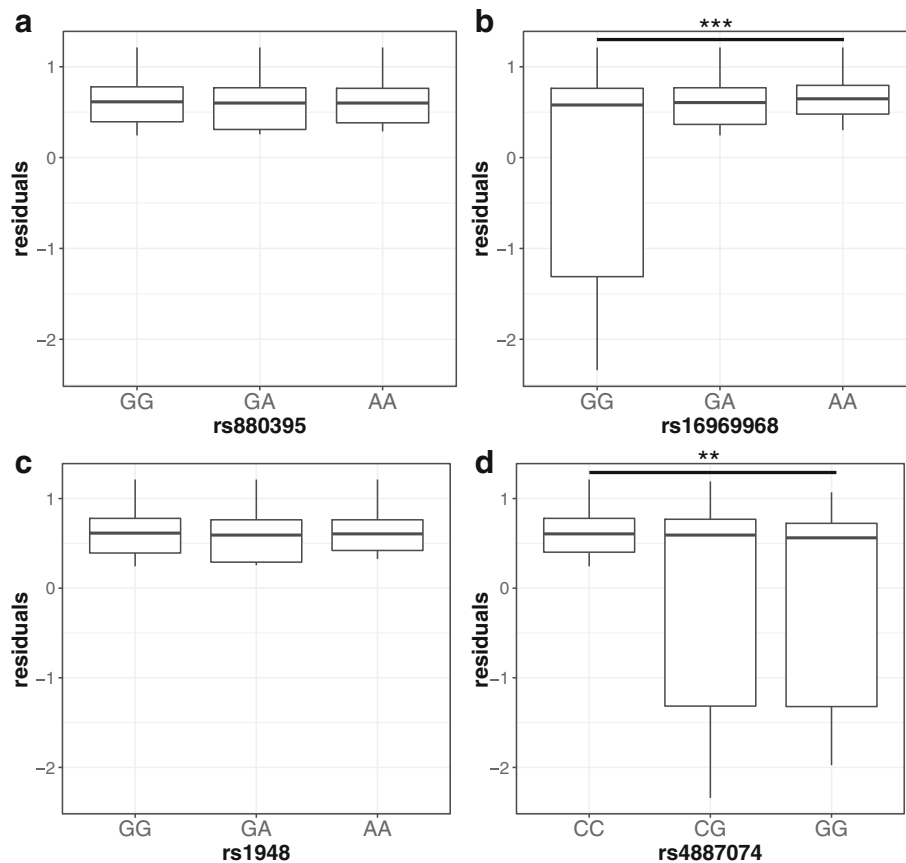 a
1
0
−1
−2
residuals
GG GA AA
rs880395
b
***
1
0
−1
−2
residuals
GG GA AA
rs16969968
c
1
0
−1
−2
residuals
GG GA AA
rs1948
d
**
1
0
−1
−2
residuals
CC CG GG
rs4887074